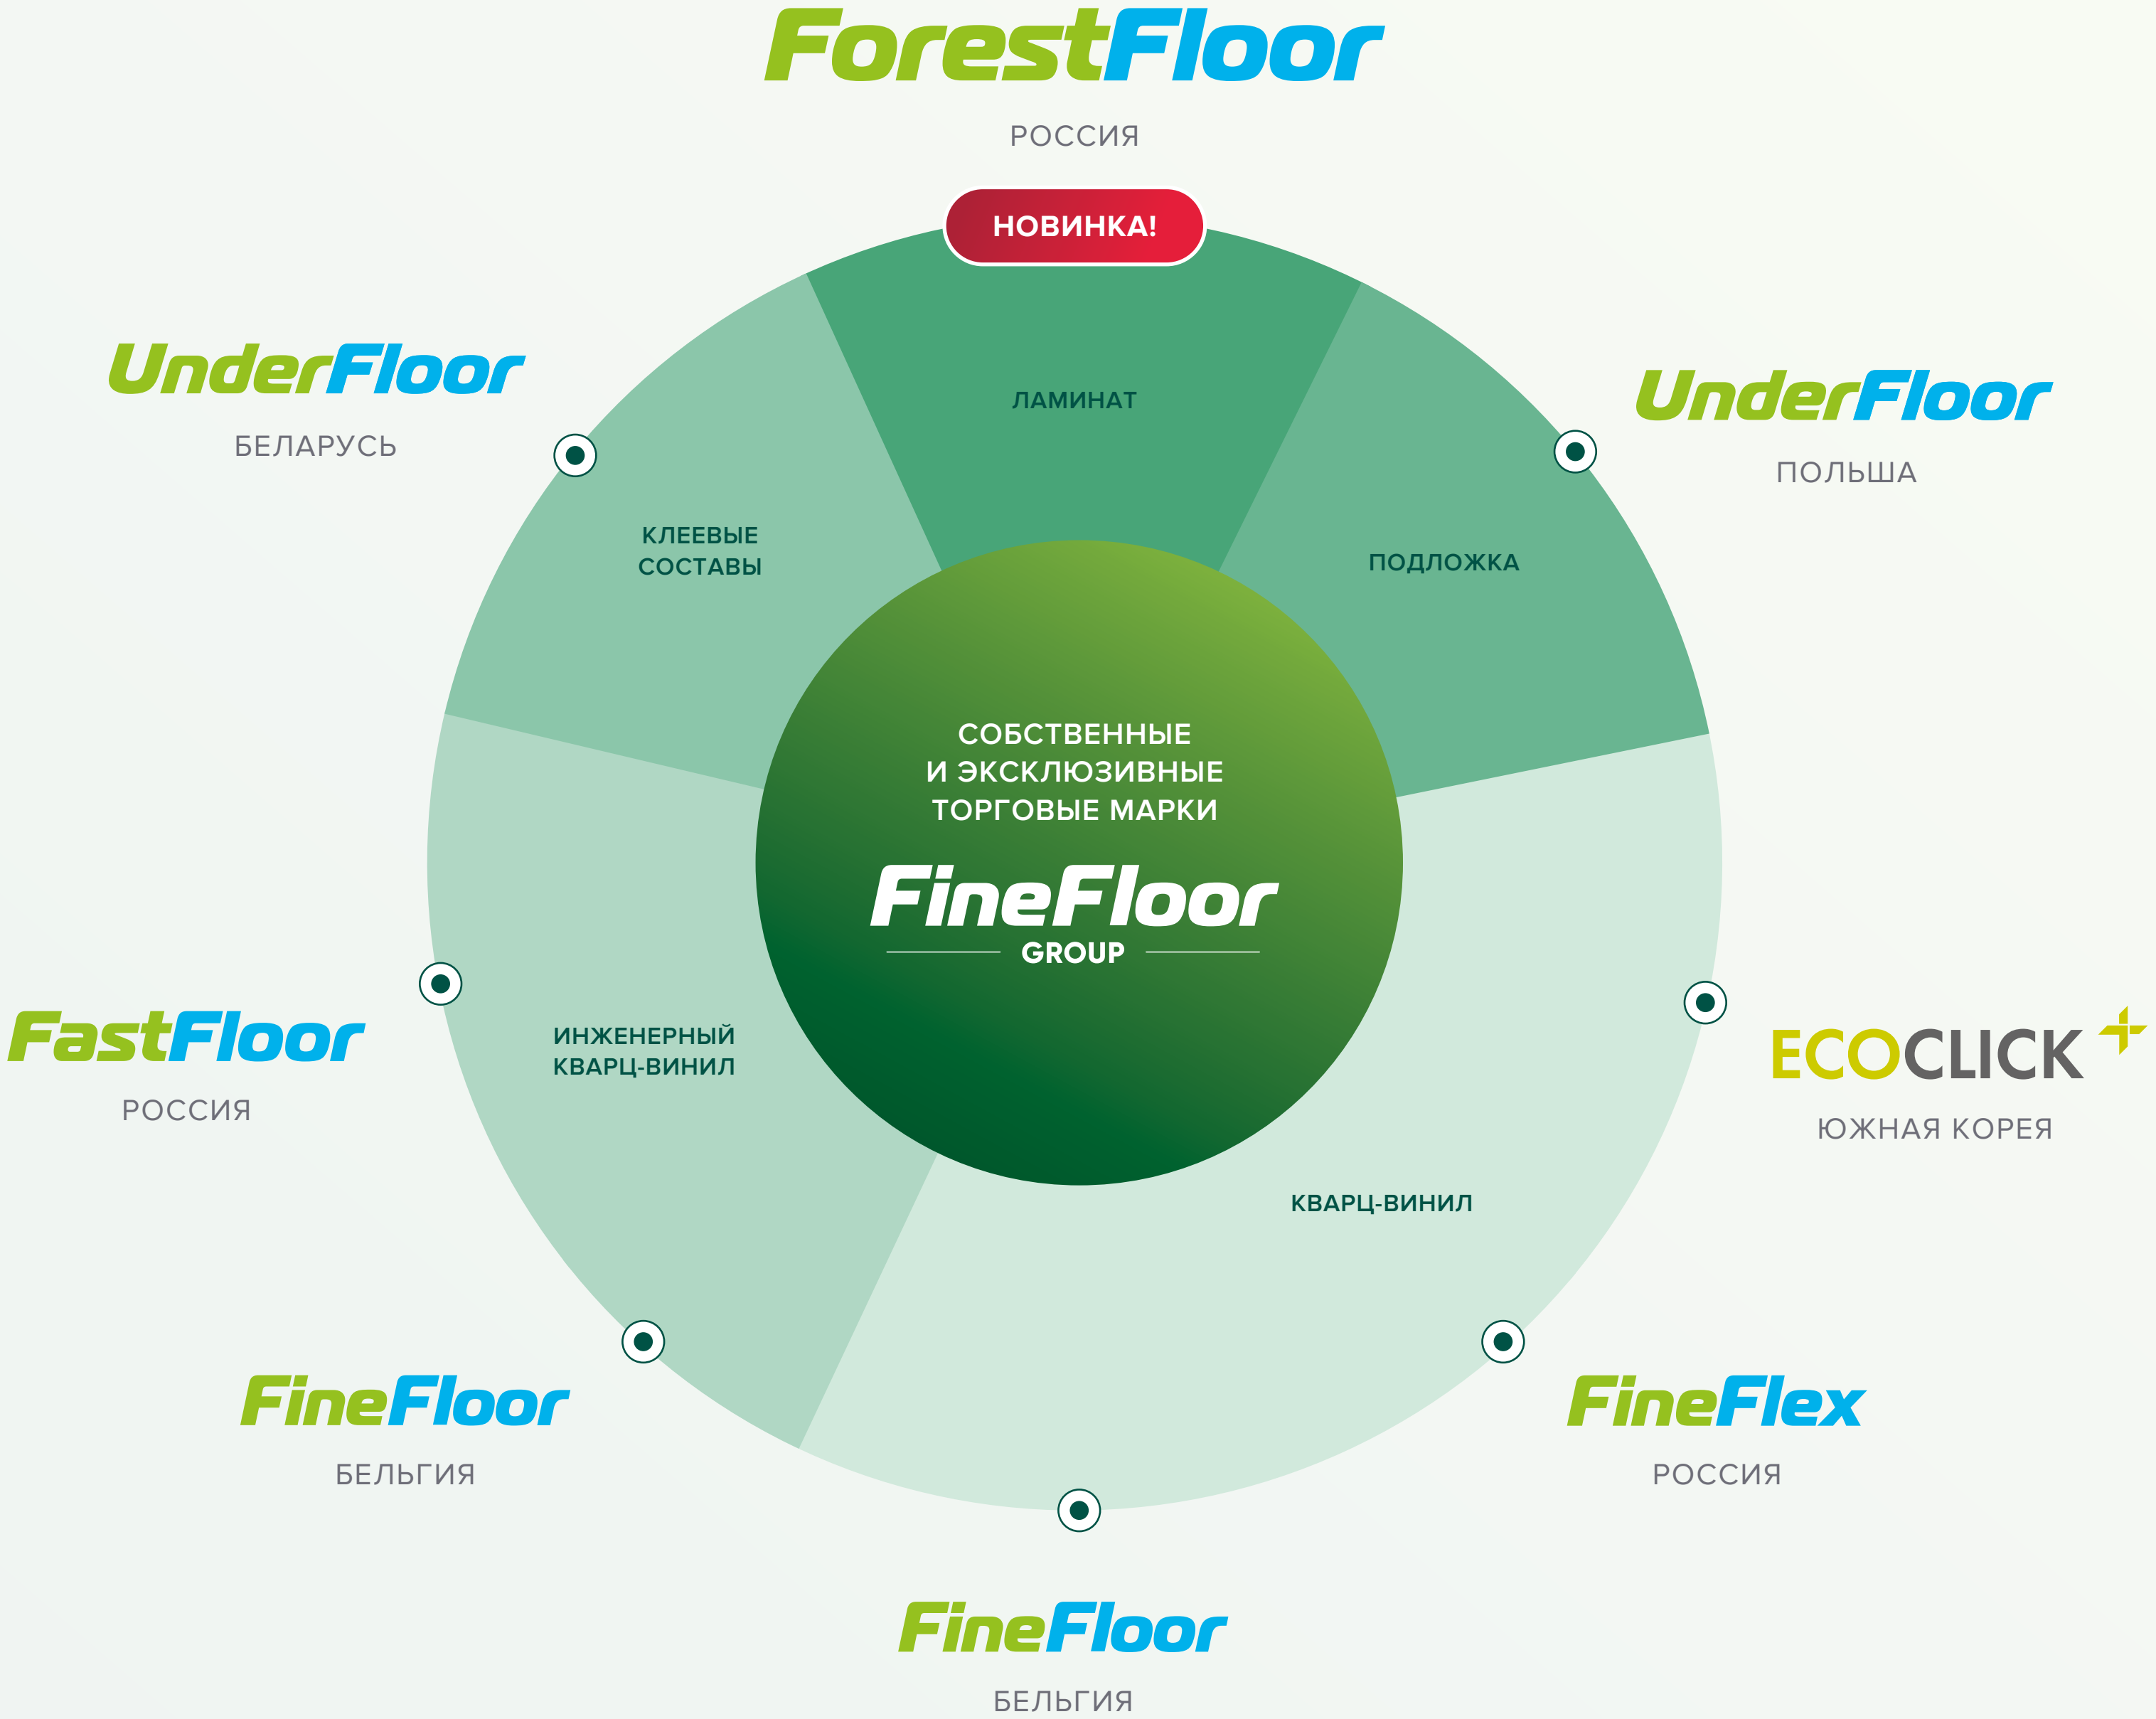 ForestFloor
РОССИЯ
НОВИНКА!
UnderFloor
БЕЛАРУСЬ
UnderFloor
ПОЛЬША
ЛАМИНАТ
КЛЕЕВЫЕ
СОСТАВЫ
ПОДЛОЖКА
СОБСТВЕННЫЕ
И ЭКСКЛЮЗИВНЫЕ
ТОРГОВЫЕ МАРКИ
FineFloor
GROUP
FastFloor
РОССИЯ
ИНЖЕНЕРНЫЙ
КВАРЦ-ВИНИЛ
ECOCLICK
ЮЖНАЯ КОРЕЯ
КВАРЦ-ВИНИЛ
FineFloor
БЕЛЬГИЯ
FineFlex
РОССИЯ
FineFloor
БЕЛЬГИЯ